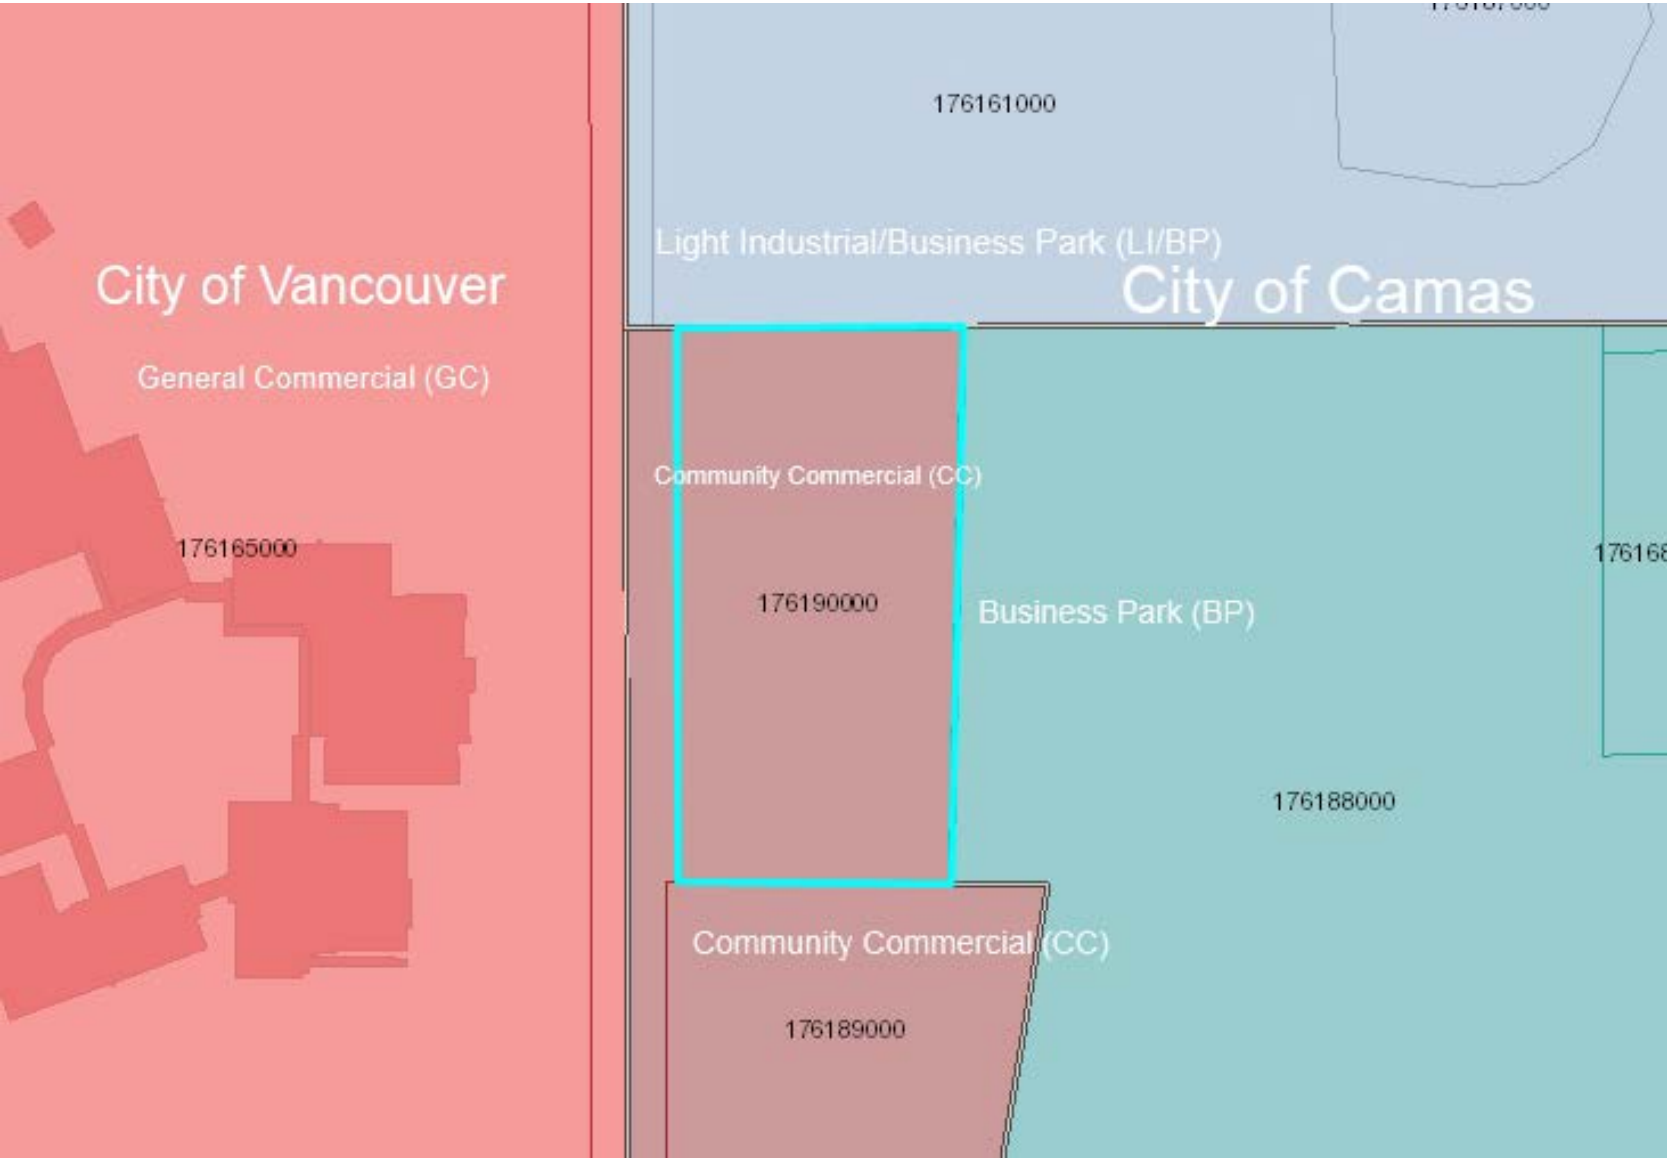 176161000
Light Industrial/Business Park (LI/BP)
City of Vancouver
City of Camas
General Commercial (GC)
Community Commercial (CC)
176165000
176190000
Business Park (BP)
176188000
Community Commercial (CC)
176189000